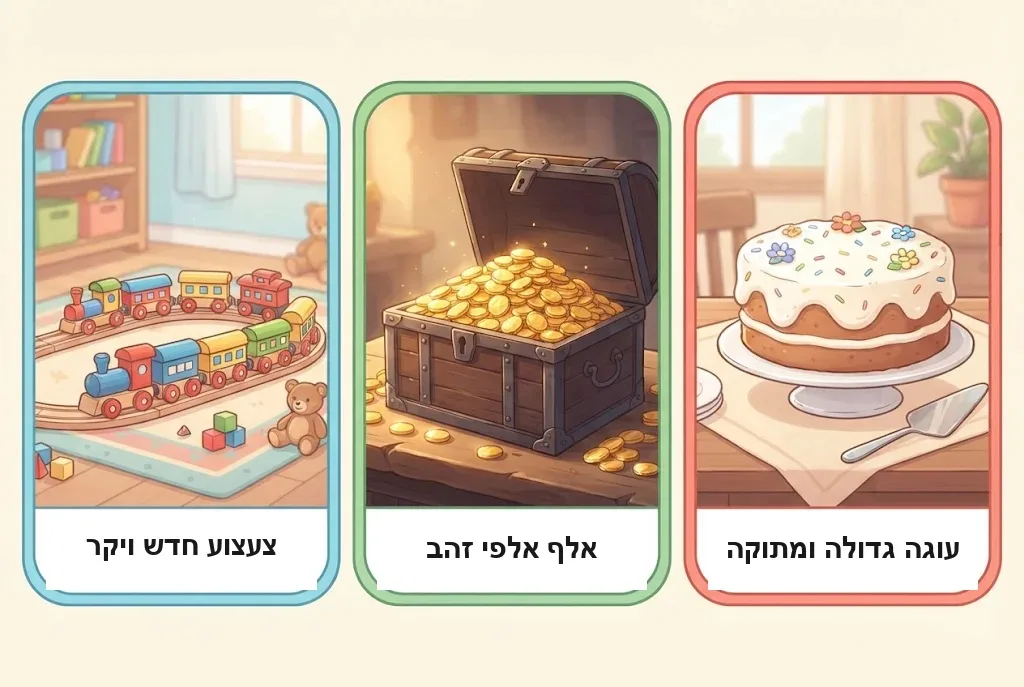 עוגה גדולה ומתוקה
אלף אלפי זהב
צעצוע חדש ויקר